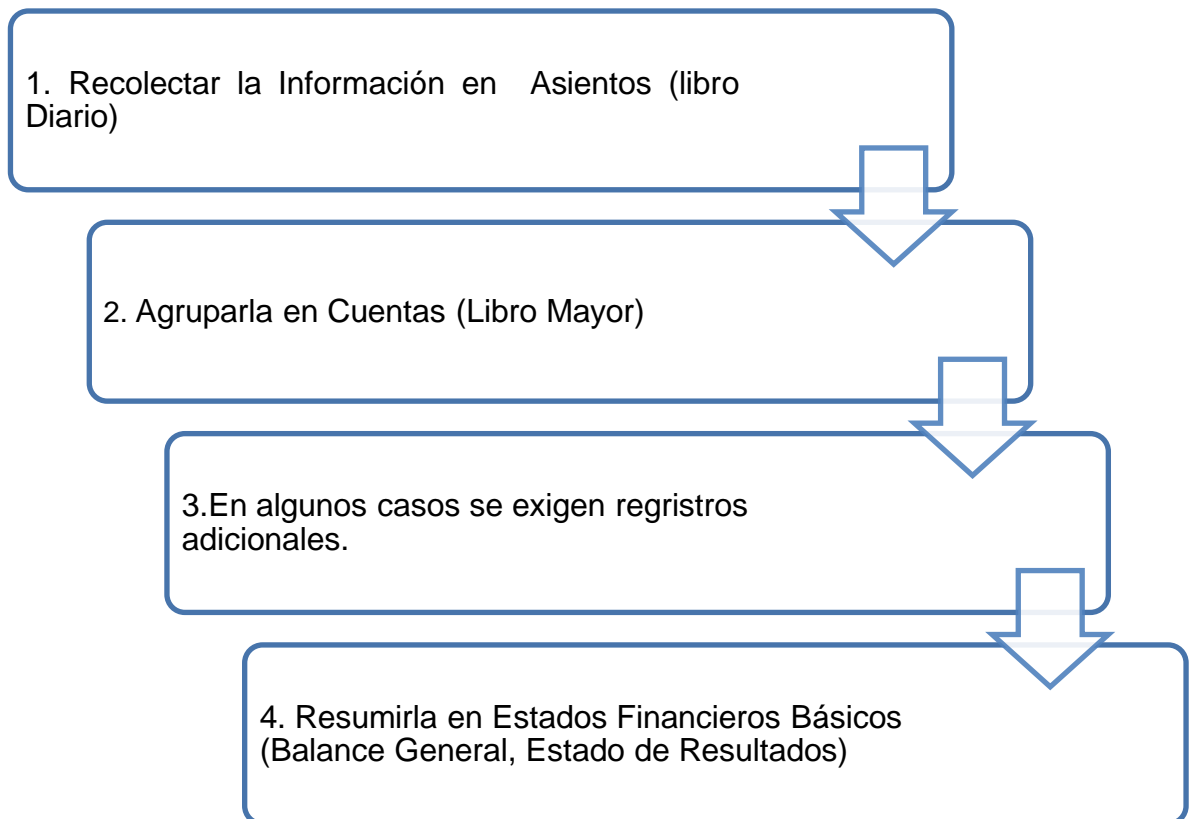 1. Recolectar la Información en Asientos (libro
Diario)
2. Agruparla en Cuentas (Libro Mayor)
3.En algunos casos se exigen regristros
adicionales.
4. Resumirla en Estados Financieros Básicos
(Balance General, Estado de Resultados)